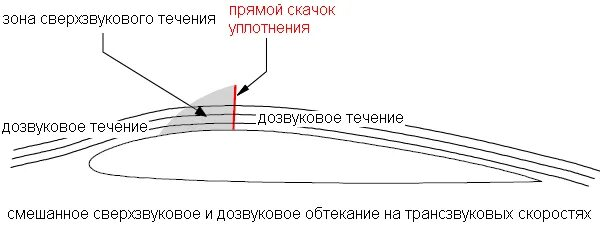 зона сверхзвукового течения
прямой скачок
уплотнения
дозвуковое течение
дозвуковое течение
смешанное сверхзвуковое и дозвуковое обтекание на трансзвуковых скоростях